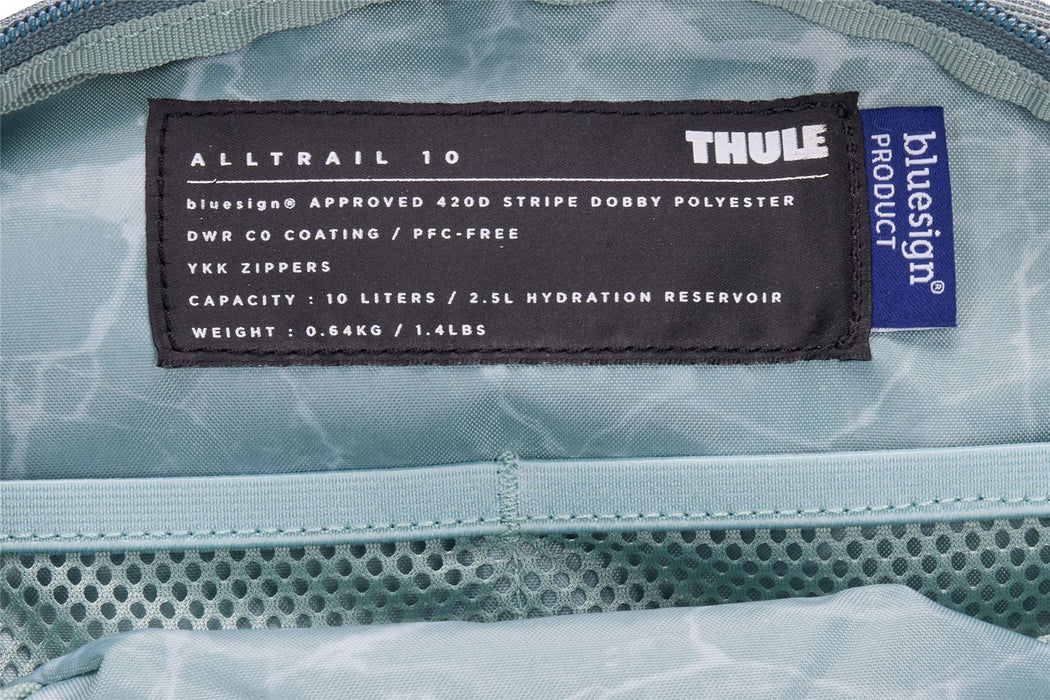 THULE
ALLTRAIL 10
bluesign® APPROVED 420D STRIPE DOBBY POLYESTER
DWR C0 COATING / PFC-FREE
YKK ZIPPERS
CAPACITY : 10 LITERS / 2.5L HYDRATION RESERVOIR
WEIGHT : 0.64KG / 1.4LBS
bluesign®
PRODUCT